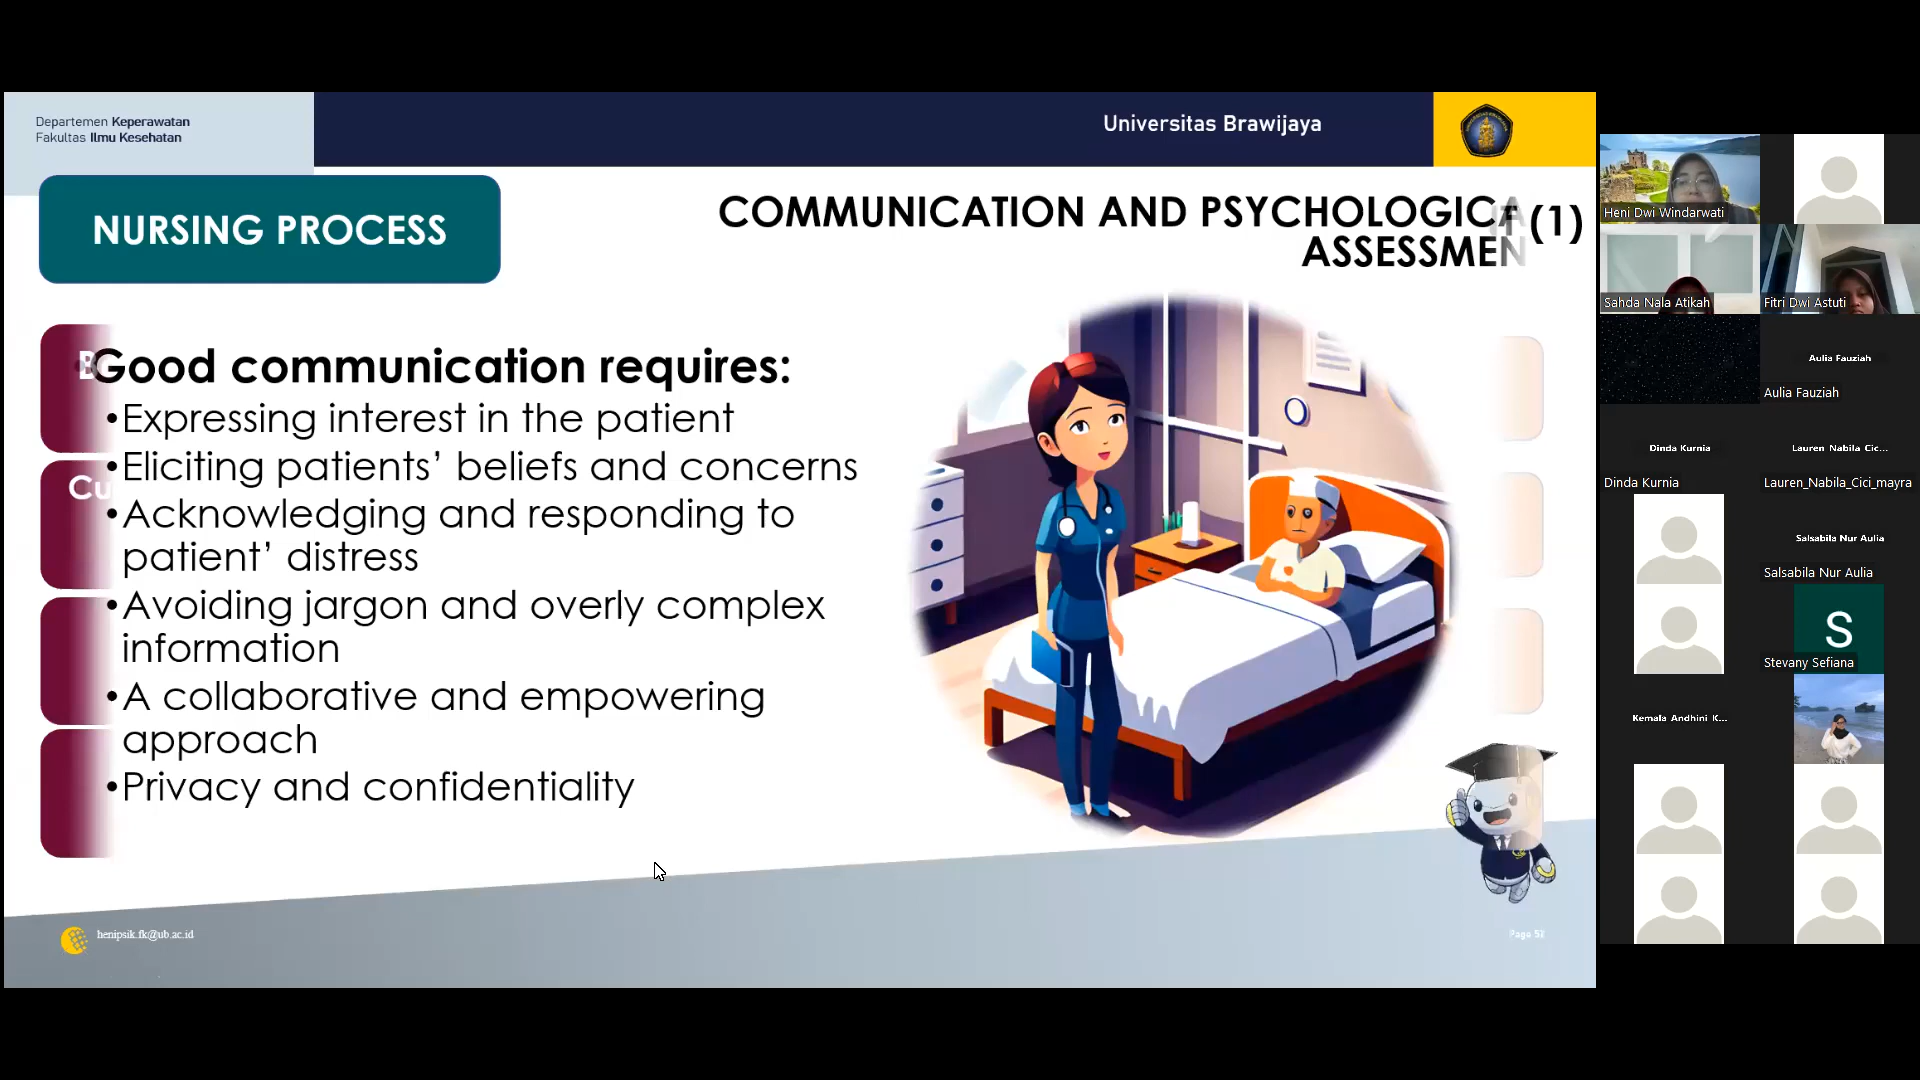 Departemen Keperawatan
Fakultas Ilmu Kesehatan
Universitas Brawijaya
NURSING PROCESS
COMMUNICATION AND PSYCHOLOGICA
ASSESSMEN
(1)
Good communication requires:
•Expressing interest in the patient
•Eliciting patients’ beliefs and concerns
•Acknowledging and responding to
patient’ distress
•Avoiding jargon and overly complex
information
•A collaborative and empowering
approach
•Privacy and confidentiality
Cu
henipsik.fk@ub.ac.id
Page 52
Heni Dwi Windarwati
Sahda Nala Atikah
Fitri Dwi Astuti
Aulia Fauziah
Aulia Fauziah
Dinda Kurnia
Lauren Nabila Cic...
Dinda Kurnia
Lauren_Nabila_Cici_mayra
Salsabila Nur Aulia
Salsabila Nur Aulia
S
Stevany Sefiana
Kemala Andhini K...